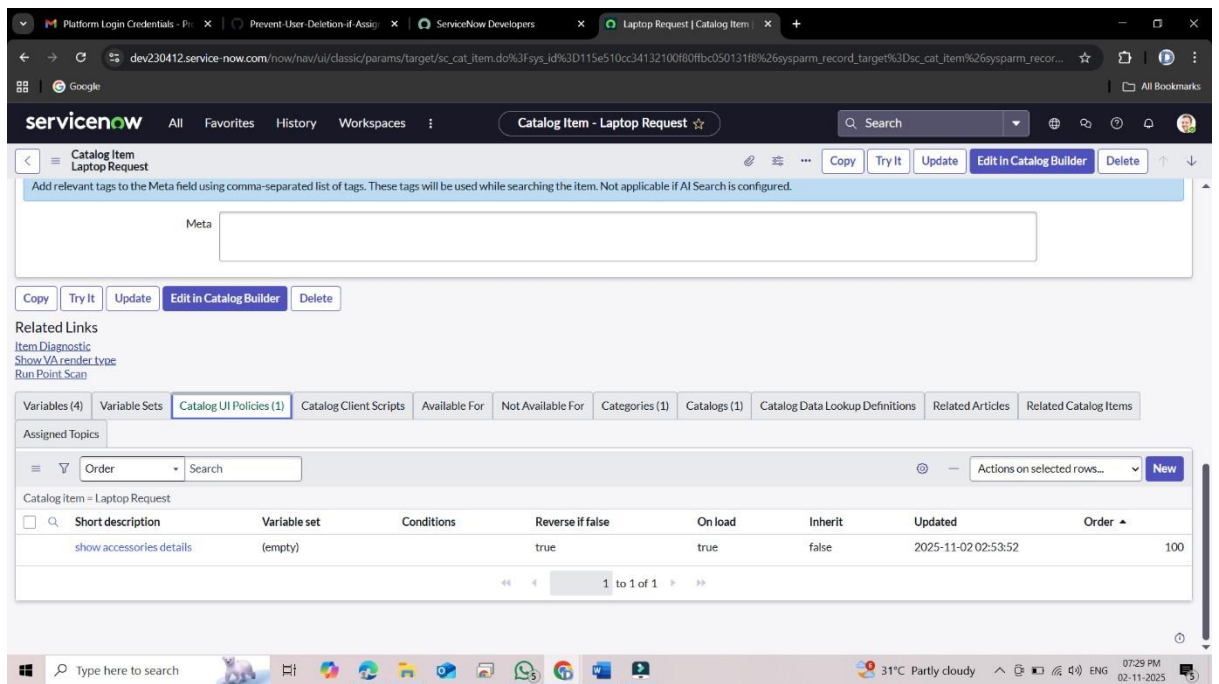 Platform Login Credentials - Pr
Prevent-User-Deletion-if-Assig
ServiceNow Developers
Laptop Request | Catalog Item |
dev230412.service-now.com/now/nav/ui/classic/params/target/sc_cat_item.do%3Fsys_id%3D115e510cc34132100f80ffbc050131f8%26sysparm_record_target%3Dsc_cat_item%26sysparm_recor...
Google
All Bookmarks
servicenow All Favorites History Workspaces
Catalog Item - Laptop Request
Search
Catalog Item
Laptop Request
Copy Try It Update Edit in Catalog Builder Delete
Add relevant tags to the Meta field using comma-separated list of tags. These tags will be used while searching the item. Not applicable if AI Search is configured.
Meta
Copy Try It Update Edit in Catalog Builder Delete
Related Links
Item Diagnostic
Show VA render type
Run Point Scan
Variables (4) Variable Sets Catalog UI Policies (1) Catalog Client Scripts Available For Not Available For Categories (1) Catalogs (1) Catalog Data Lookup Definitions Related Articles Related Catalog Items
Assigned Topics
Order Search Actions on selected rows... New
Catalog item = Laptop Request
Short description Variable set Conditions Reverse if false On load Inherit Updated Order
show accessories details (empty) true true false 2025-11-02 02:53:52 100
1 to 1 of 1
Type here to search
31°C Partly cloudy ENG 07:29 PM
02-11-2025